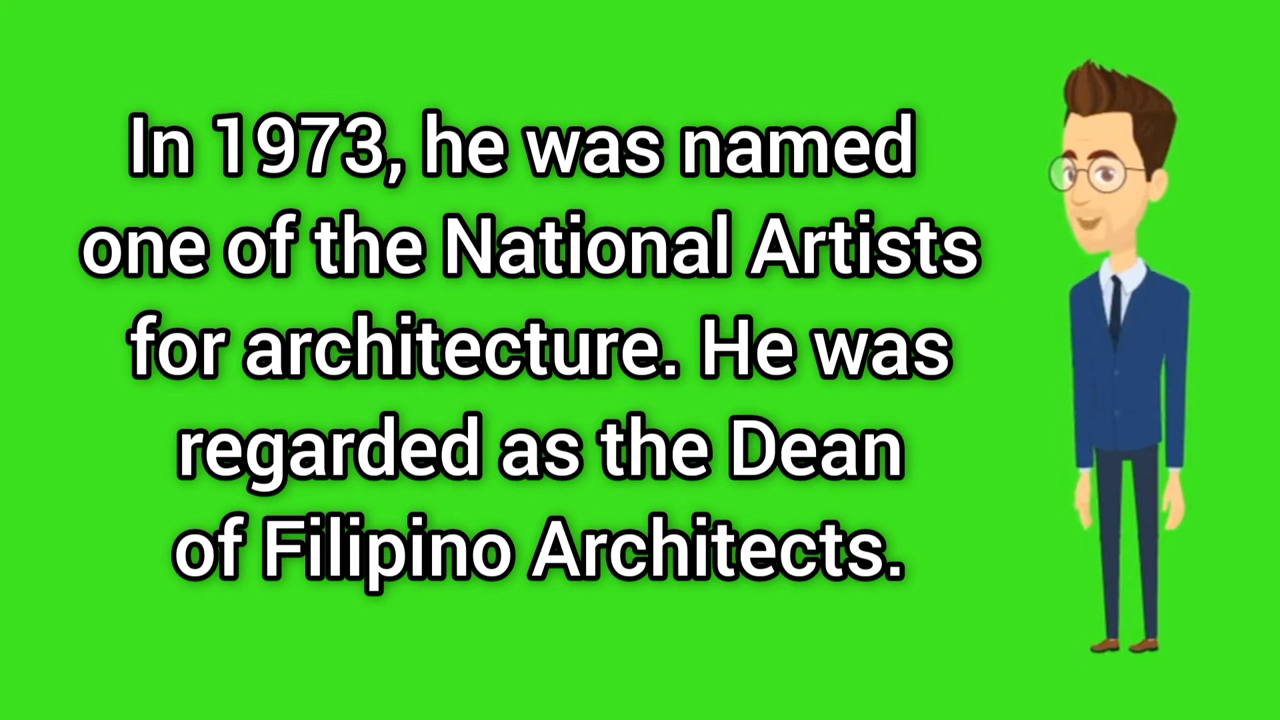 In 1973, he was named
one of the National Artists
for architecture. He was
regarded as the Dean
of Filipino Architects.